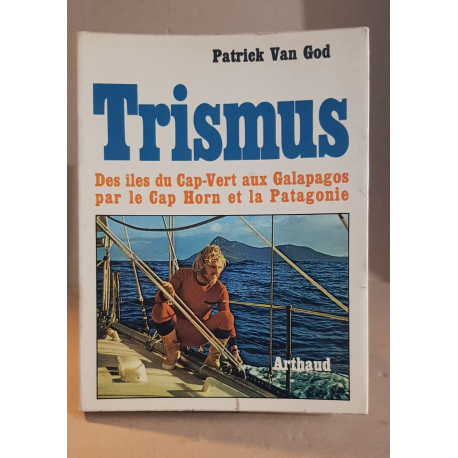 Patrick Van God
Trismus
Des îles du Cap-Vert aux Galapagos
par le Cap Horn et la Patagonie
Arthaud